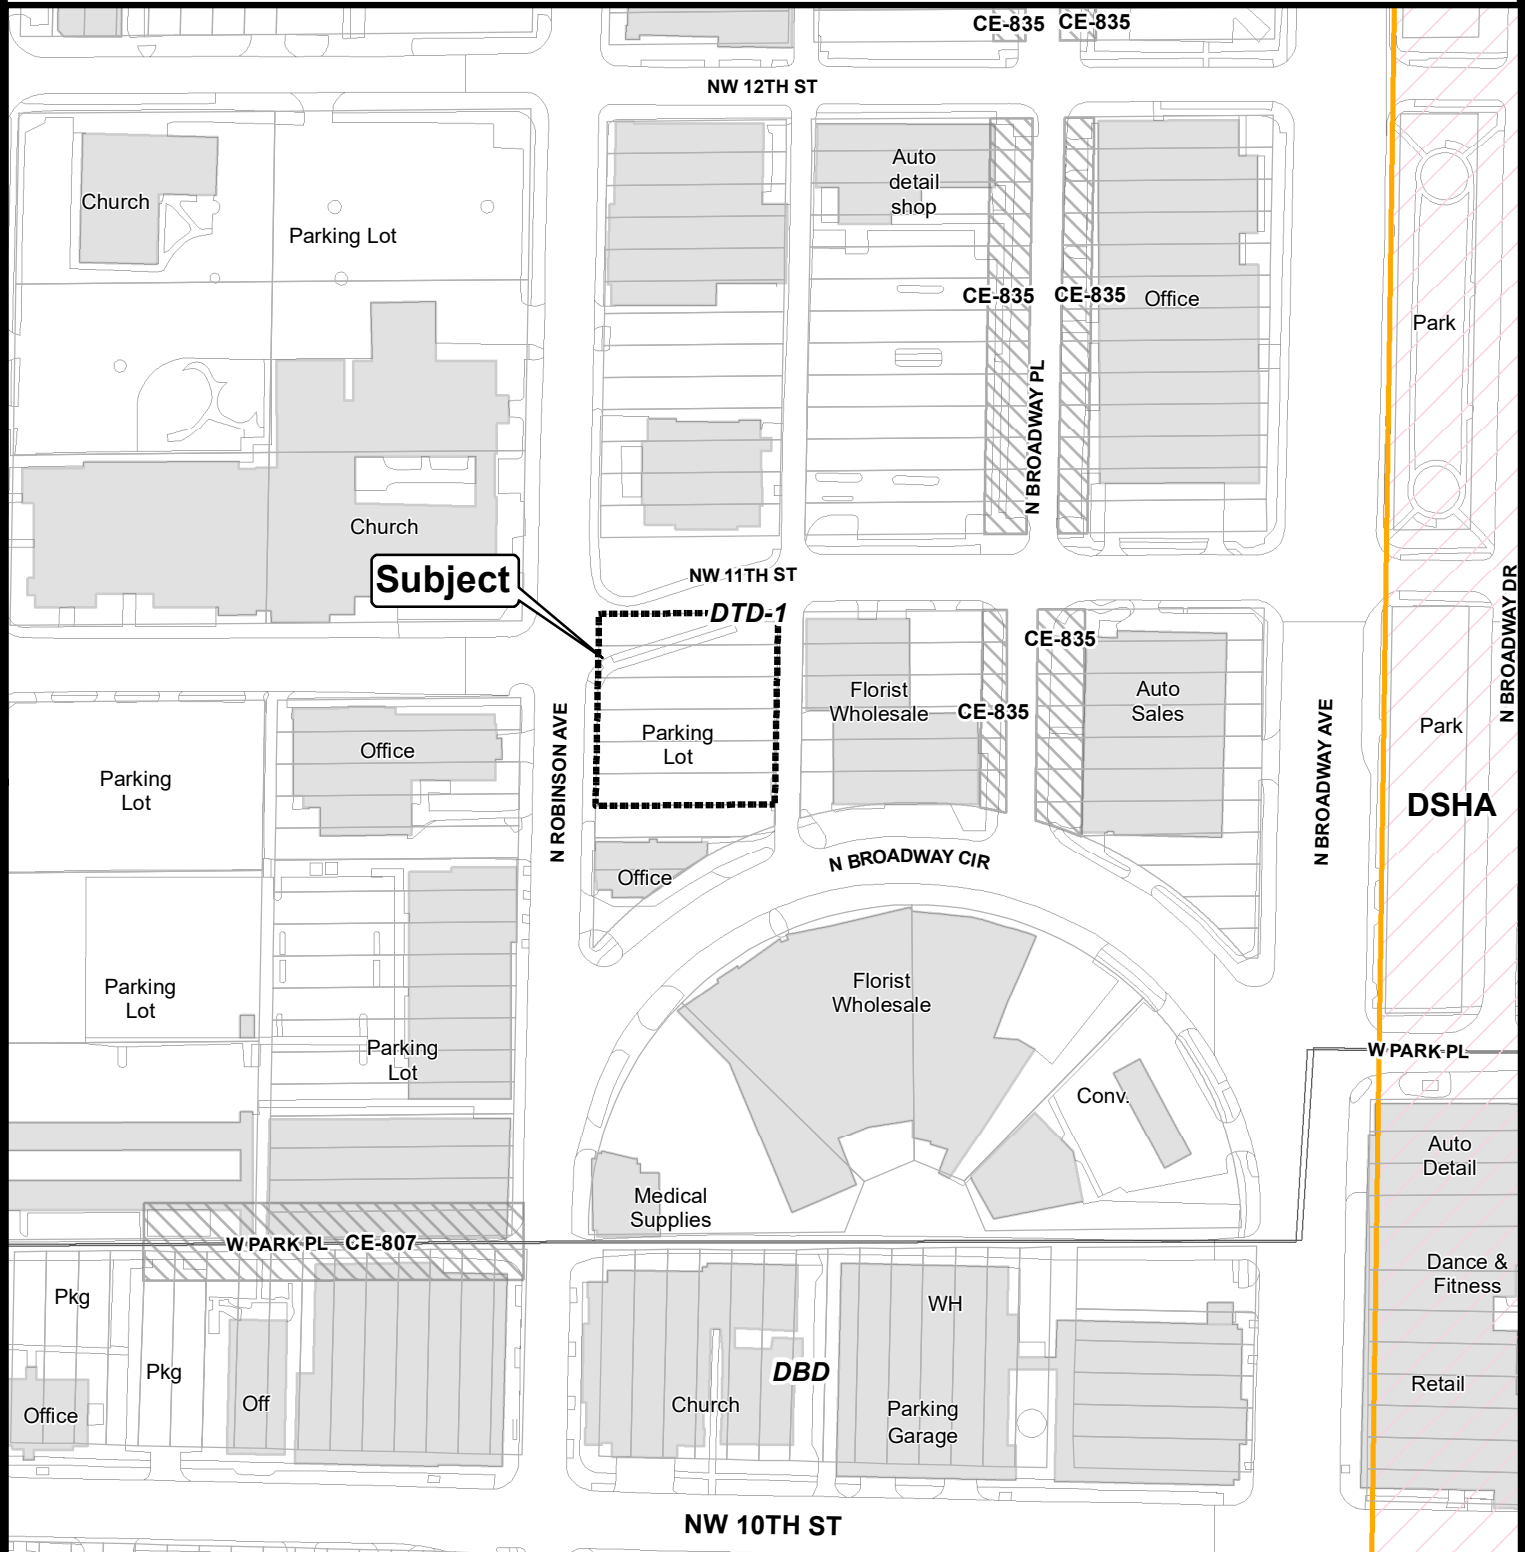 CE-835
CE-835
NW 12TH ST
Church
Parking Lot
Auto
detail
shop
CE-835
CE-835
Office
Park
N BROADWAY PL
Church
Subject
NW 11TH ST
DTD-1
N BROADWAY DR
CE-835
Florist
Wholesale
CE-835
Auto
Sales
Parking
Lot
Office
Parking
Lot
N ROBINSON AVE
N BROADWAY AVE
Park
DSHA
Office
N BROADWAY CIR
Parking
Lot
Florist
Wholesale
Parking
Lot
W PARK PL
Conv.
Auto
Detail
Medical
Supplies
W PARK PL
CE-807
Dance &
Fitness
Pkg
WH
Pkg
DBD
Retail
Office
Off
Church
Parking
Garage
NW 10TH ST